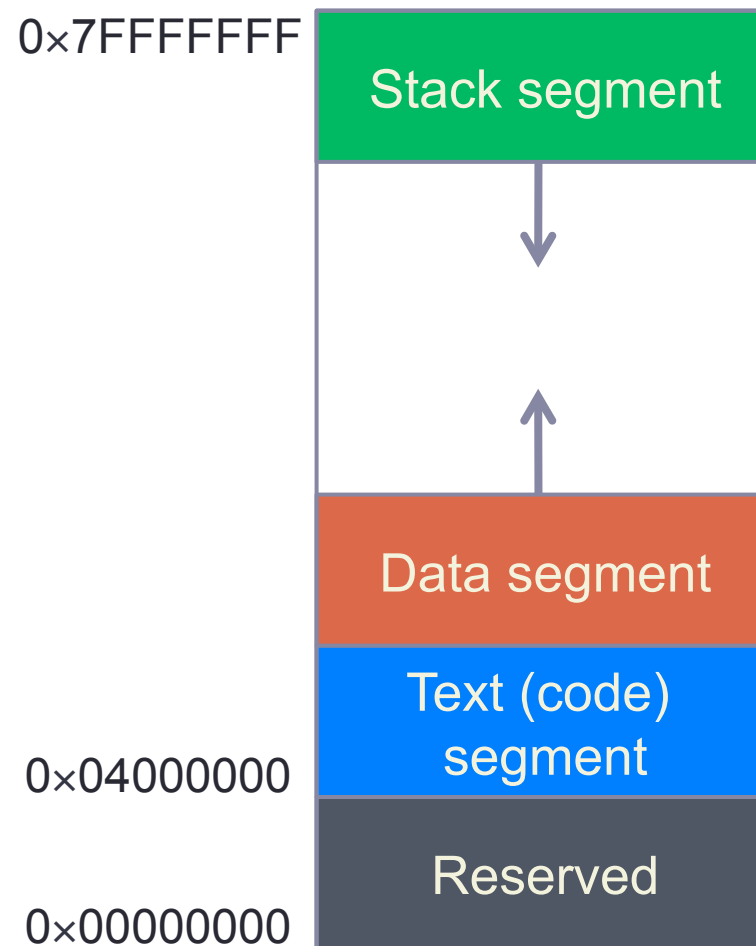 0×7FFFFFFF
Stack segment
Data segment
Text (code)
segment
0×04000000
Reserved
0×00000000